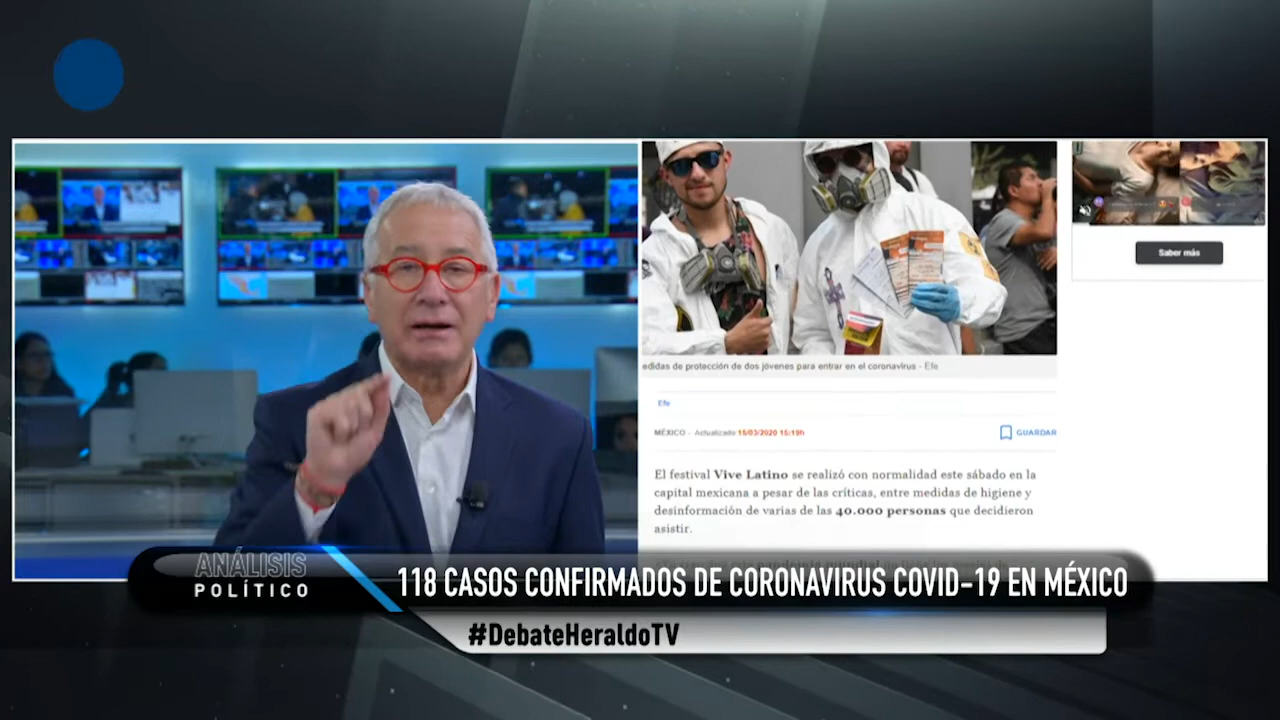 Saber más
edidas de protección de dos jóvenes para entrar en el coronavirus - Efe
Efe
MÉXICO - Actualizado 15/03/2020 15:19h
GUARDAR
El festival Vive Latino se realizó con normalidad este sábado en la
capital mexicana a pesar de las críticas, entre medidas de higiene y
desinformación de varias de las 40.000 personas que decidieron
asistir.
ANÁLISIS
POLÍTICO
118 CASOS CONFIRMADOS DE CORONAVIRUS COVID-19 EN MÉXICO
#DebateHeraldoTV